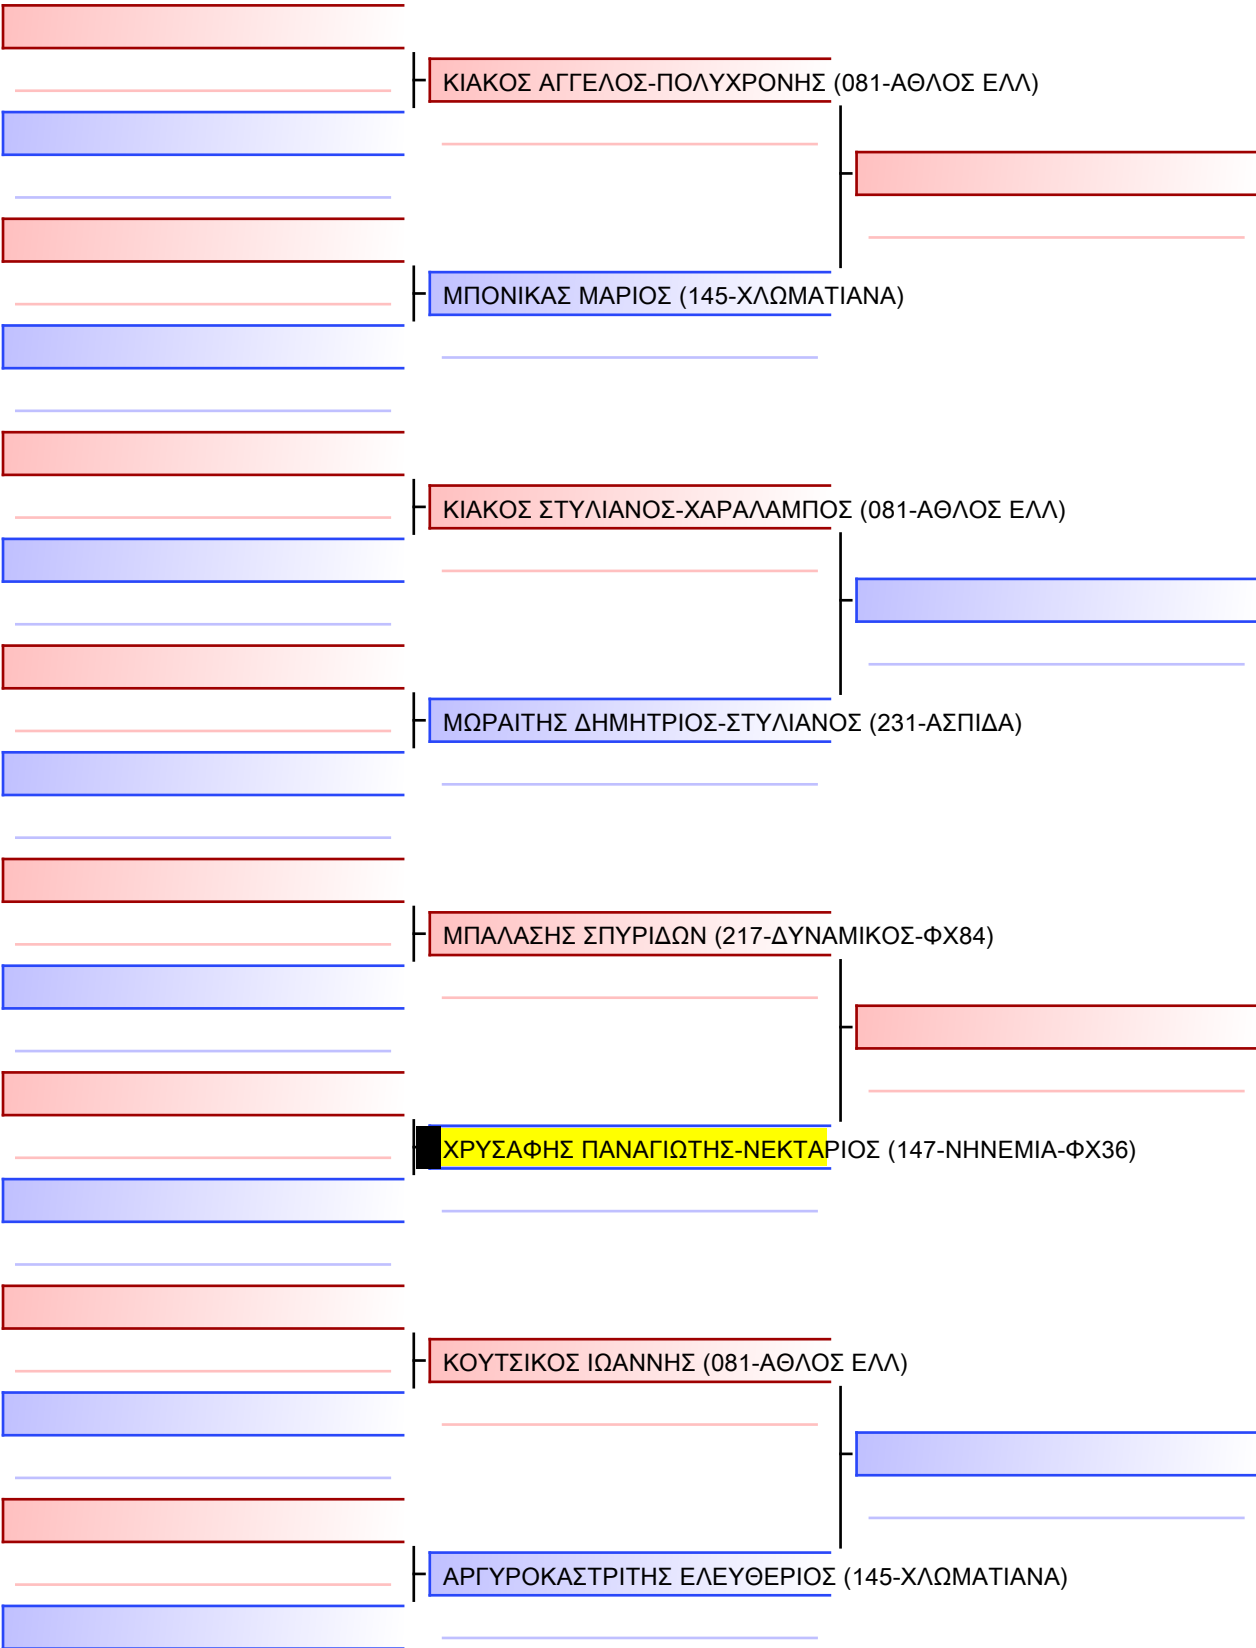 ΚΙΑΚΟΣ ΑΓΓΕΛΟΣ-ΠΟΛΥΧΡΟΝΗΣ (081-ΑΘΛΟΣ ΕΛΛ)
ΜΠΟΝΙΚΑΣ ΜΑΡΙΟΣ (145-ΧΛΩΜΑΤΙΑΝΑ)
ΚΙΑΚΟΣ ΣΤΥΛΙΑΝΟΣ-ΧΑΡΑΛΑΜΠΟΣ (081-ΑΘΛΟΣ ΕΛΛ)
ΜΩΡΑΙΤΗΣ ΔΗΜΗΤΡΙΟΣ-ΣΤΥΛΙΑΝΟΣ (231-ΑΣΠΙΔΑ)
ΜΠΑΛΑΣΗΣ ΣΠΥΡΙΔΩΝ (217-ΔΥΝΑΜΙΚΟΣ-ΦΧ84)
ΧΡΥΣΑΦΗΣ ΠΑΝΑΓΙΩΤΗΣ-ΝΕΚΤΑΡΙΟΣ (147-ΝΗΝΕΜΙΑ-ΦΧ36)
ΚΟΥΤΣΙΚΟΣ ΙΩΑΝΝΗΣ (081-ΑΘΛΟΣ ΕΛΛ)
ΑΡΓΥΡΟΚΑΣΤΡΙΤΗΣ ΕΛΕΥΘΕΡΙΟΣ (145-ΧΛΩΜΑΤΙΑΝΑ)